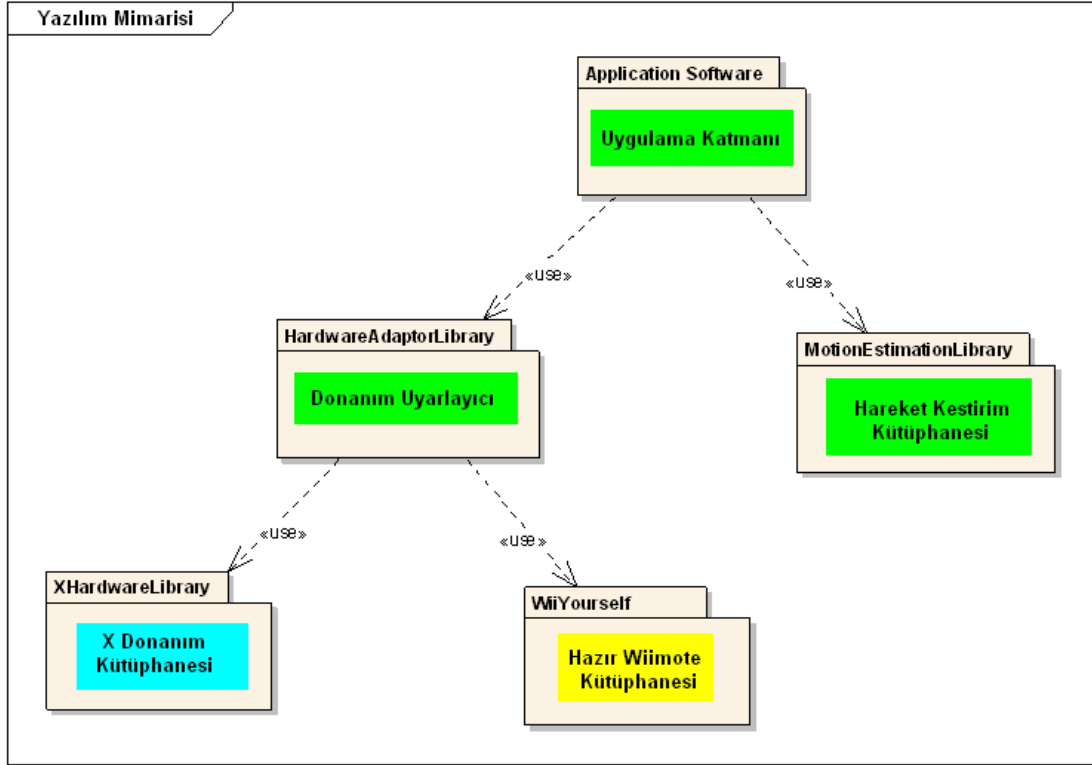 Yazılım Mimarisi
Application Software
Uygulama Katmanı
«use»
«use»
HardwareAdaptorLibrary
Donanım Uyarlayıcı
MotionEstimationLibrary
Hareket Kestirim
Kütüphanesi
«use»
«use»
XHardwareLibrary
X Donanım
Kütüphanesi
WiiYourself
Hazır Wiimote
Kütüphanesi